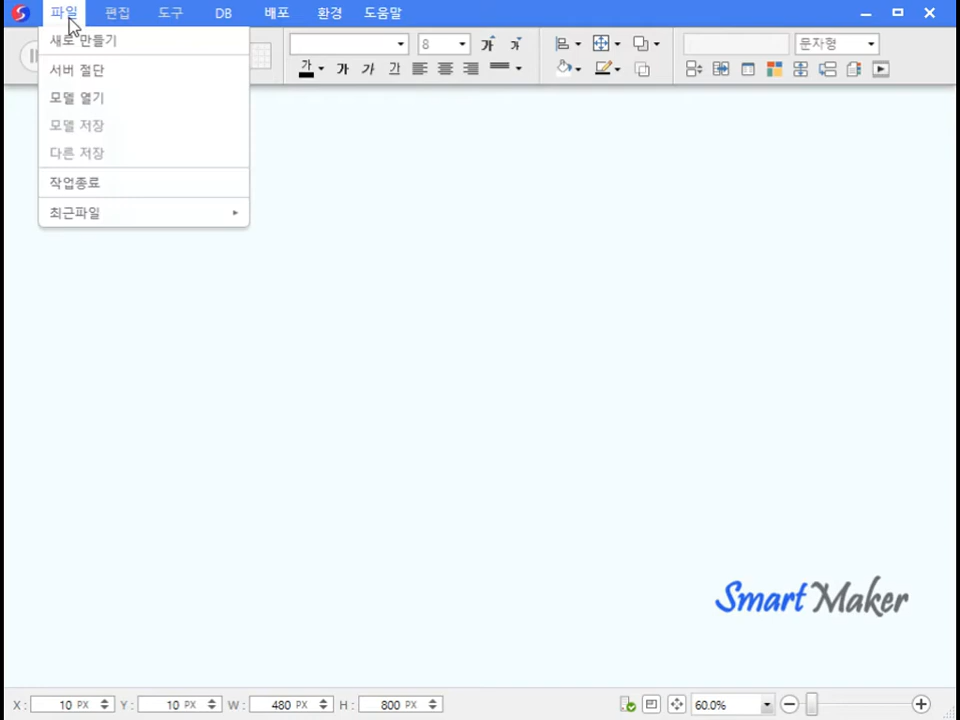 파일 편집 도구 DB 배포 환경 도움말
새로 만들기
서버 절단
모델 열기
모델 저장
다른 저장
작업종료
최근파일
8 가 가 문자형
가 가 가 가
Smart Maker
X : 10 PX Y : 10 PX W : 480 PX H : 800 PX 60.0%